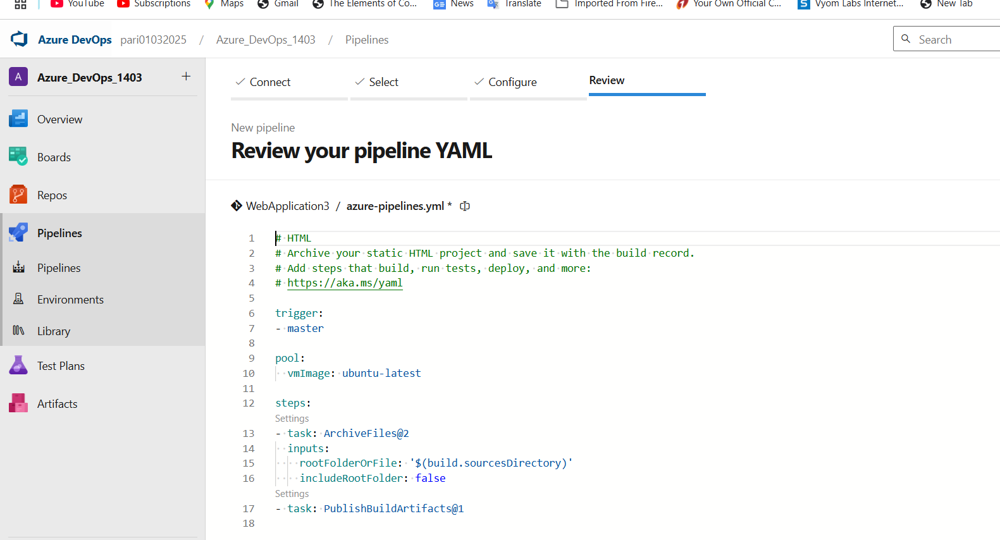 YouTube Subscriptions Maps Gmail The Elements of Co... News Translate Imported From Fire... Your Own Official C... Vyom Labs Internet... New Tab
Azure DevOps pari01032025 / Azure_DevOps_1403 / Pipelines Search
A Azure_DevOps_1403 +
Overview
Boards
Repos
Pipelines
Pipelines
Environments
Library
Test Plans
Artifacts
Connect Select Configure Review
New pipeline
Review your pipeline YAML
WebApplication3 / azure-pipelines.yml *
1 # HTML
2 # Archive your static HTML project and save it with the build record.
3 # Add steps that build, run tests, deploy, and more:
4 # https://aka.ms/yaml
5
6 trigger:
7 - master
8
9 pool:
10   vmImage: ubuntu-latest
11
12 steps:
Settings
13 - task: ArchiveFiles@2
14   inputs:
15     rootFolderOrFile: '$(build.sourcesDirectory)'
16     includeRootFolder: false
Settings
17 - task: PublishBuildArtifacts@1
18